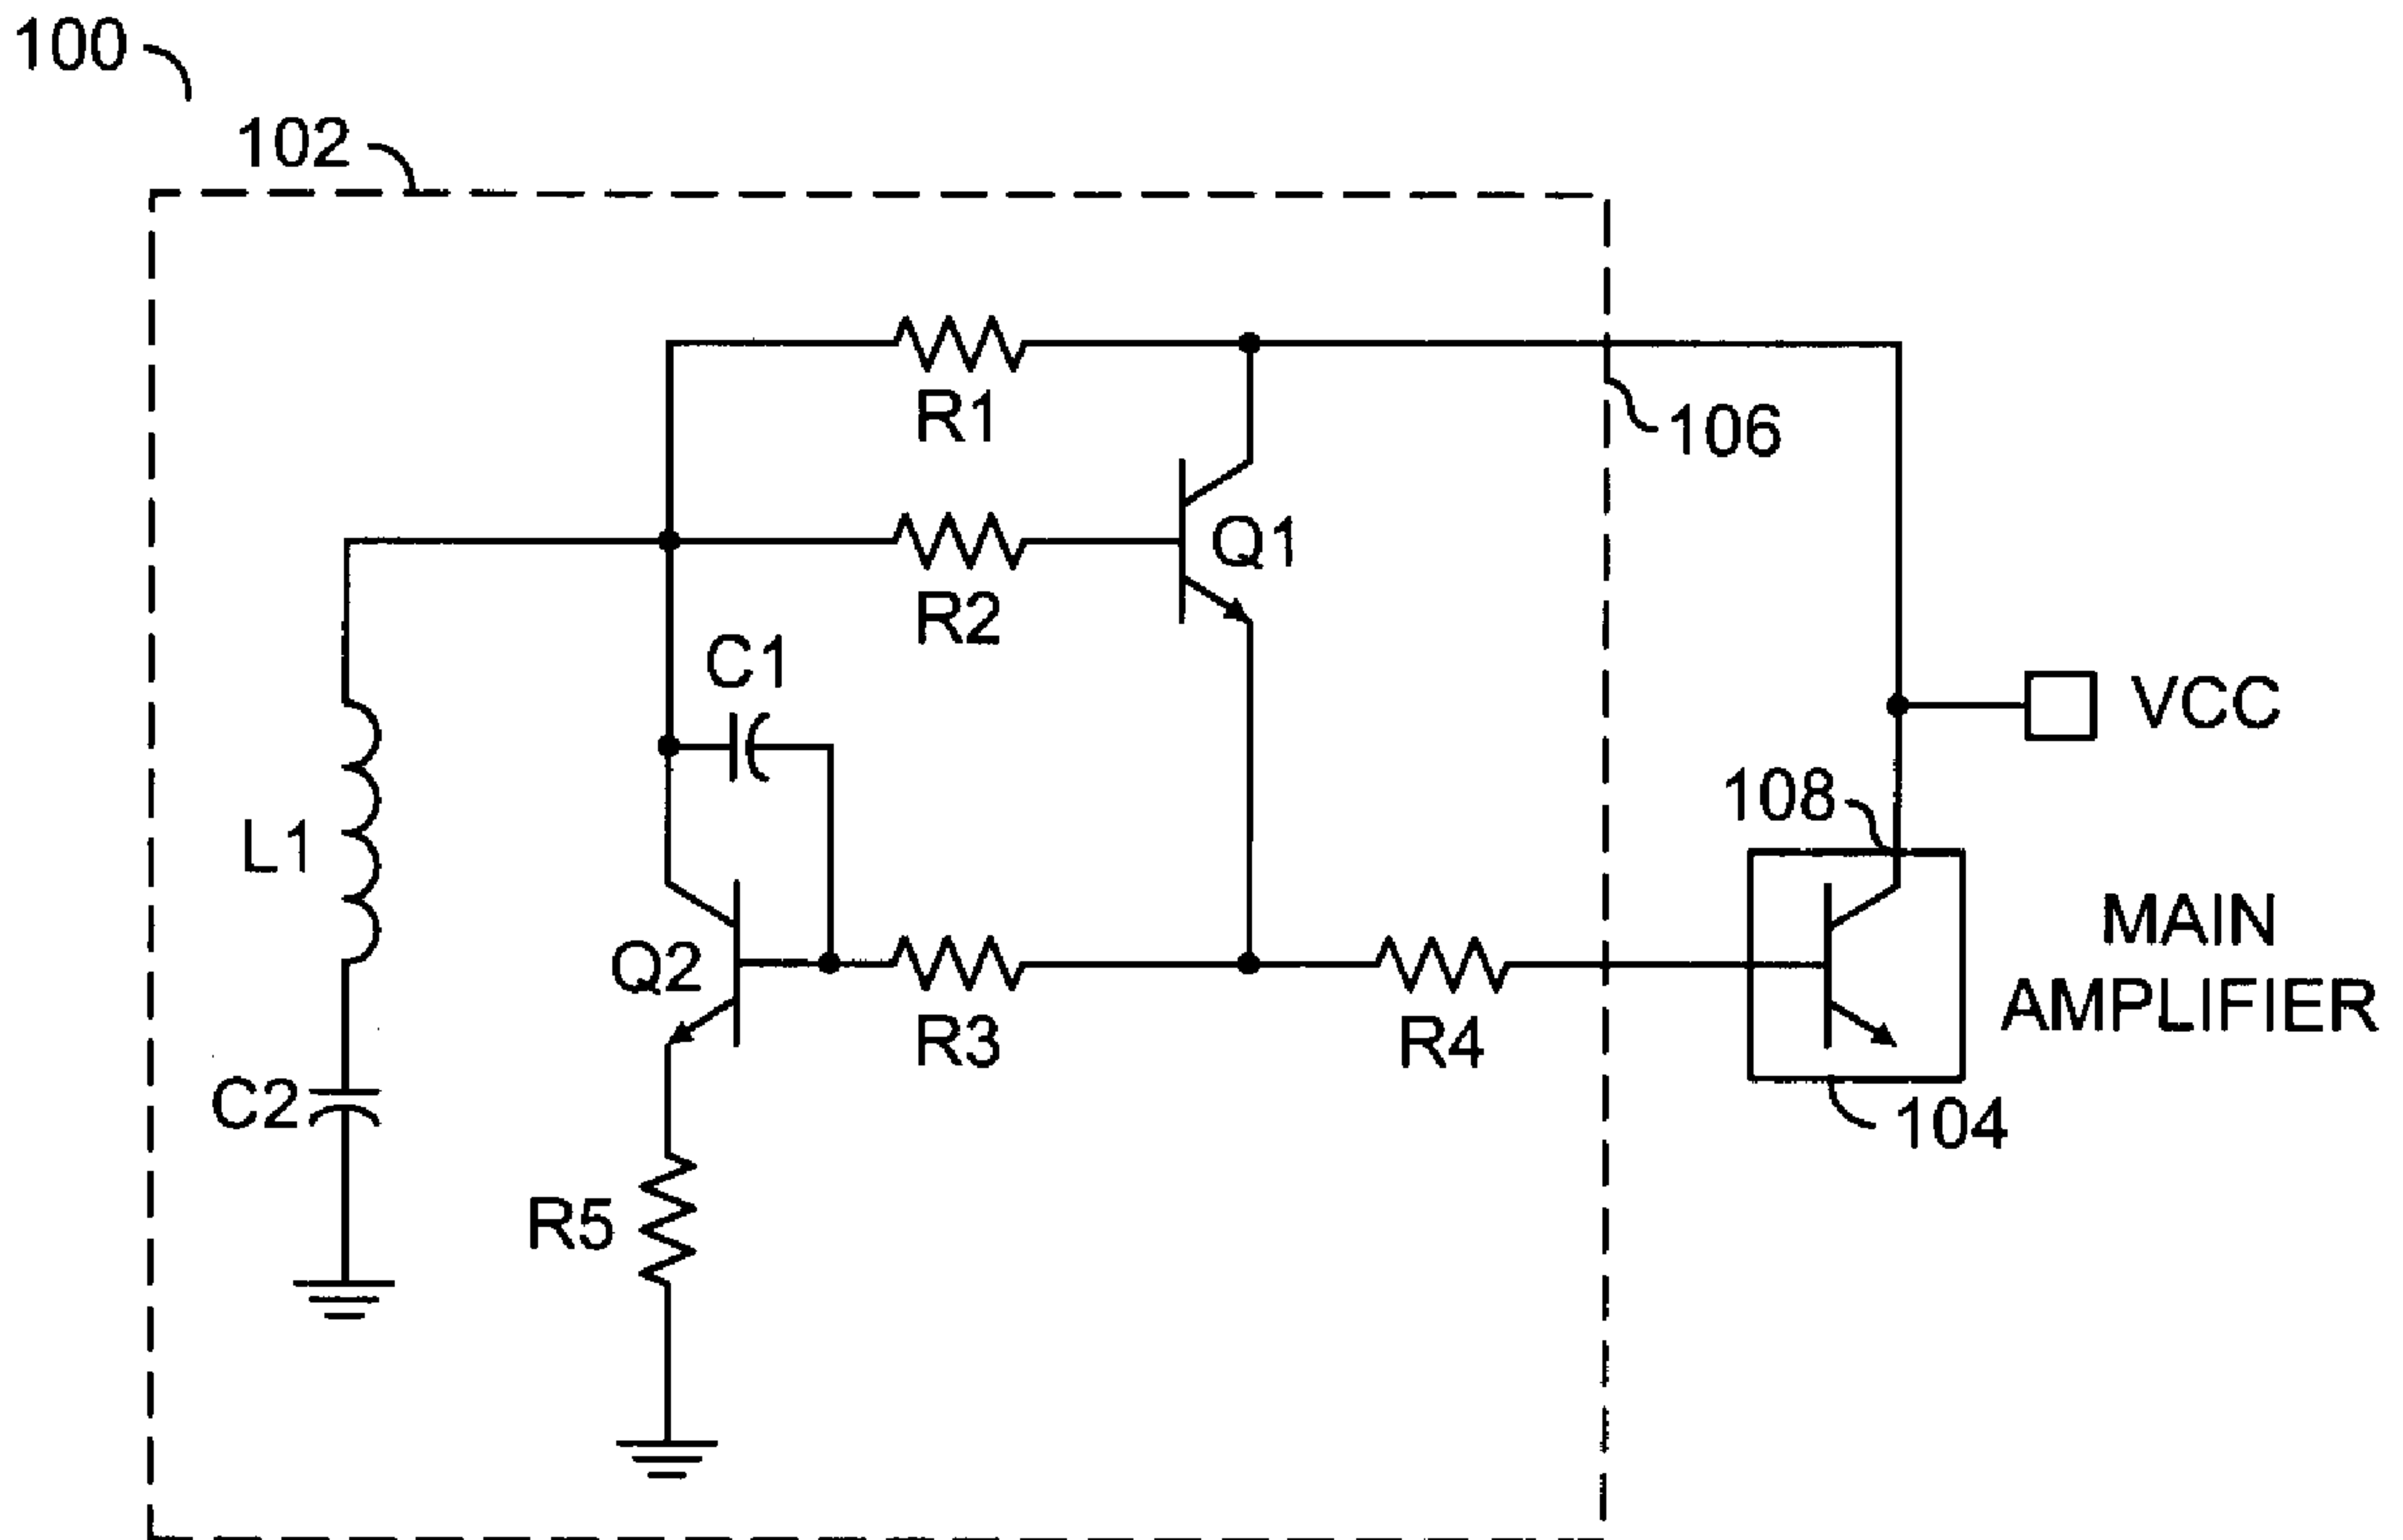 100
102
R1
106
Q1
R2
C1
VCC
108
L1
MAIN
AMPLIFIER
Q2
R3
R4
C2
104
R5